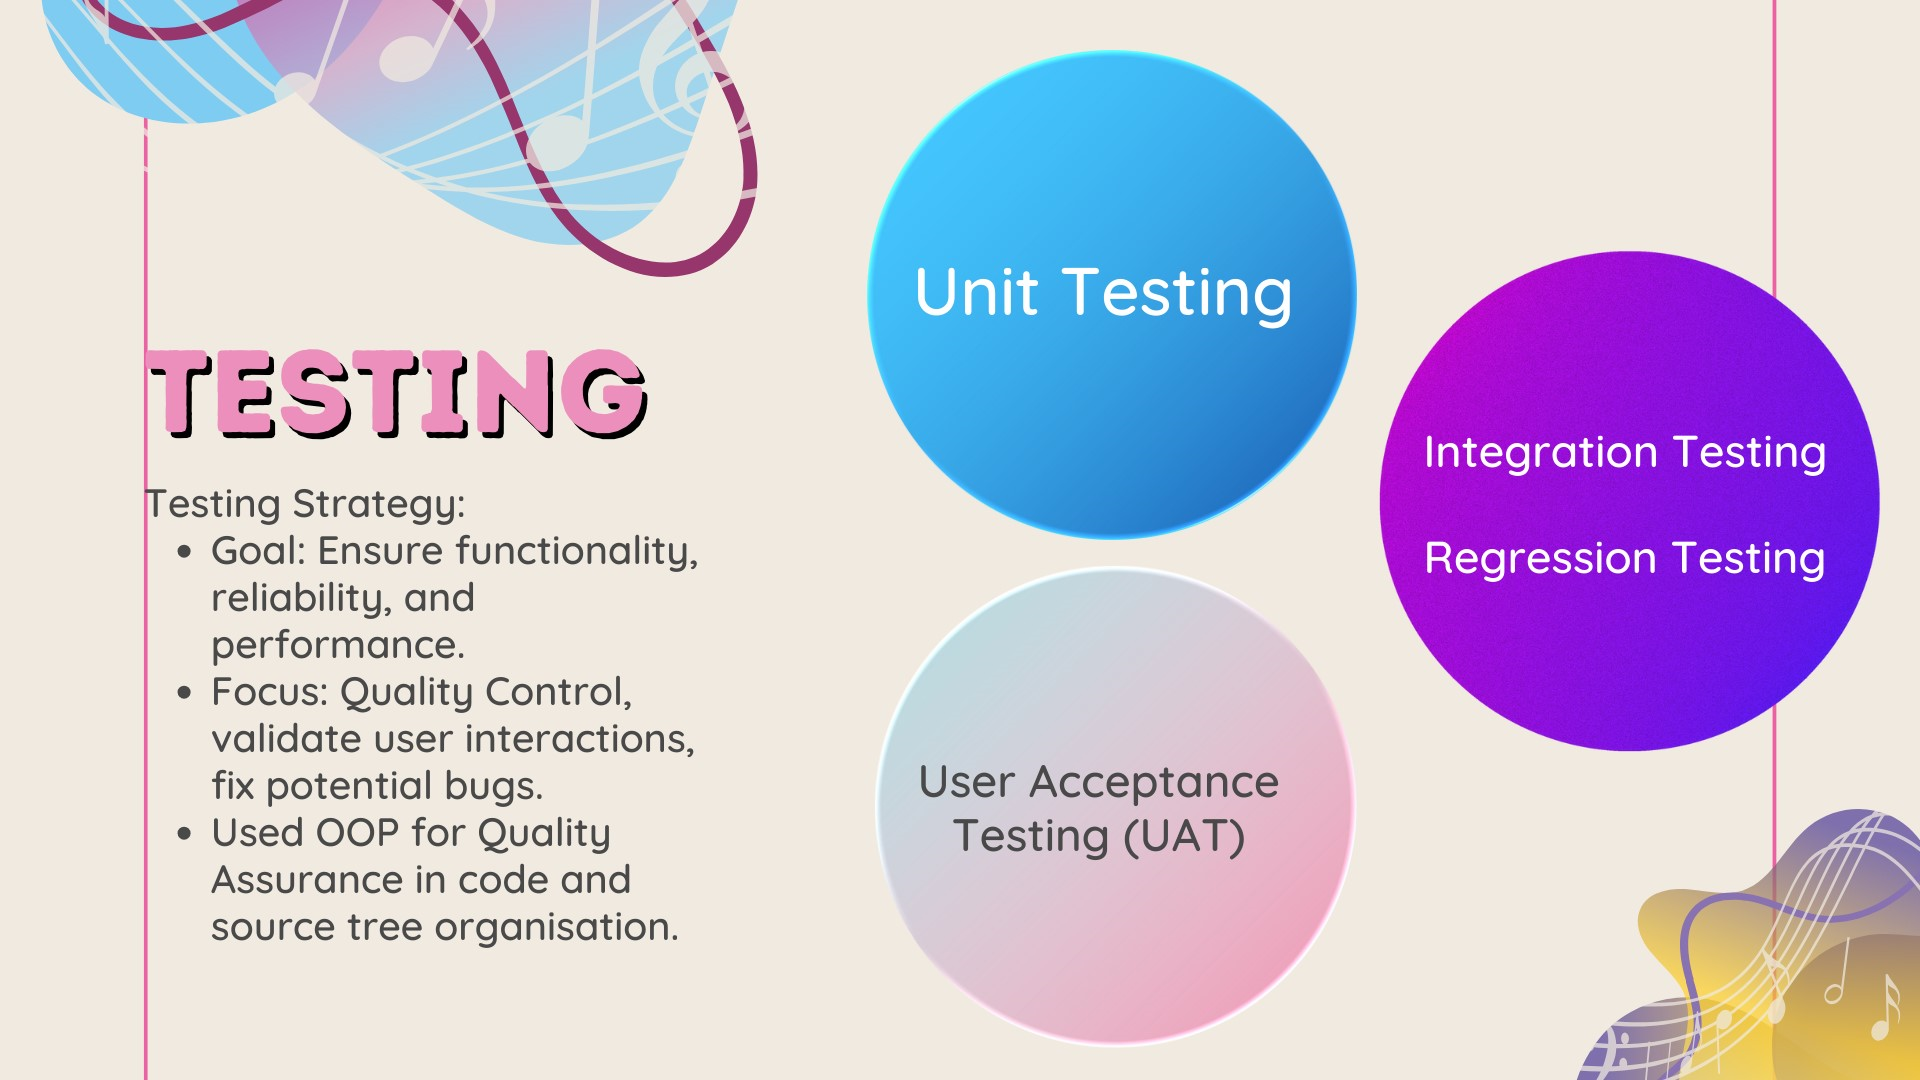 TESTING
Testing Strategy:
• Goal: Ensure functionality,
reliability, and
performance.
• Focus: Quality Control,
validate user interactions,
fix potential bugs.
• Used OOP for Quality
Assurance in code and
source tree organisation.
Unit Testing
Integration Testing
Regression Testing
User Acceptance
Testing (UAT)